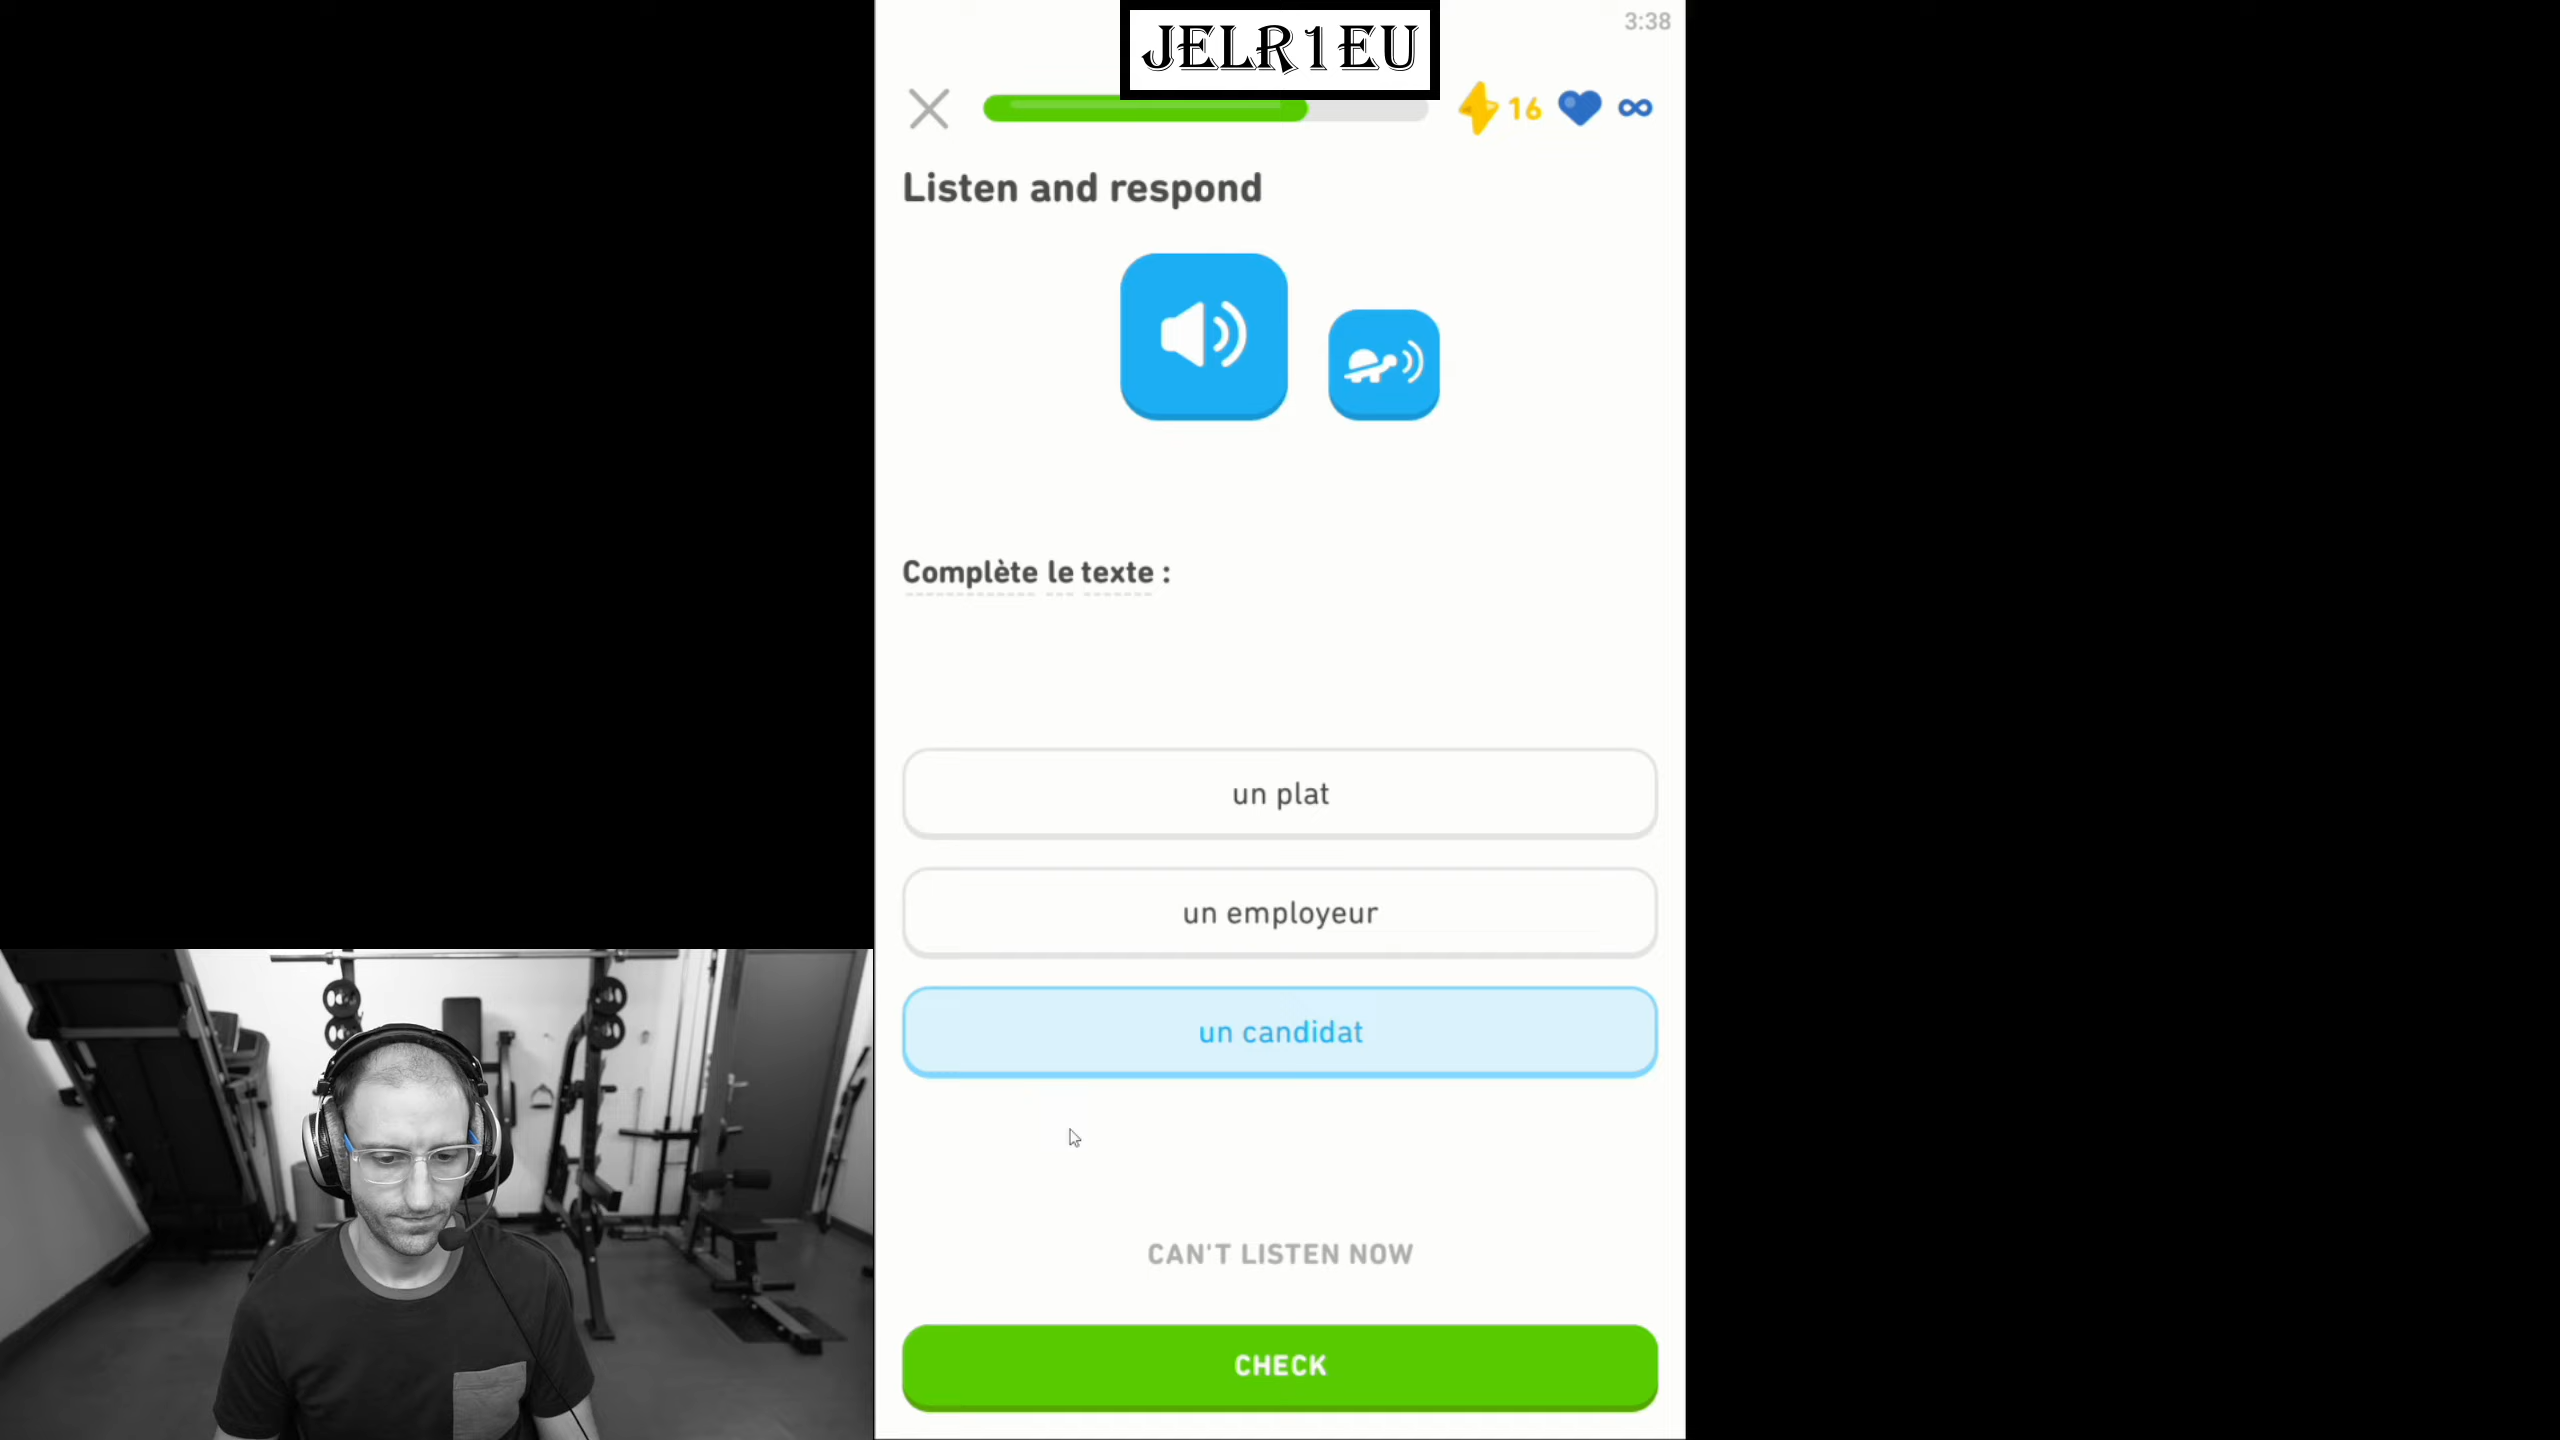 JELR1EU
3:38
16
Listen and respond
Complète le texte :
un plat
un employeur
un candidat
CAN'T LISTEN NOW
CHECK